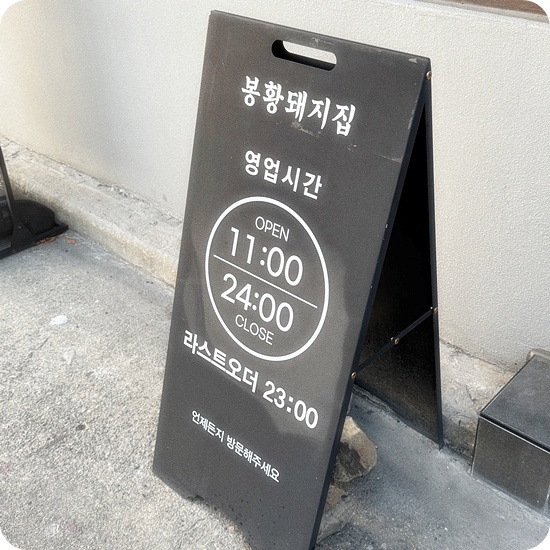 봉황돼지집
영업시간
OPEN
11:00
24:00
CLOSE
라스트오더 23:00
언제든지 방문해주세요